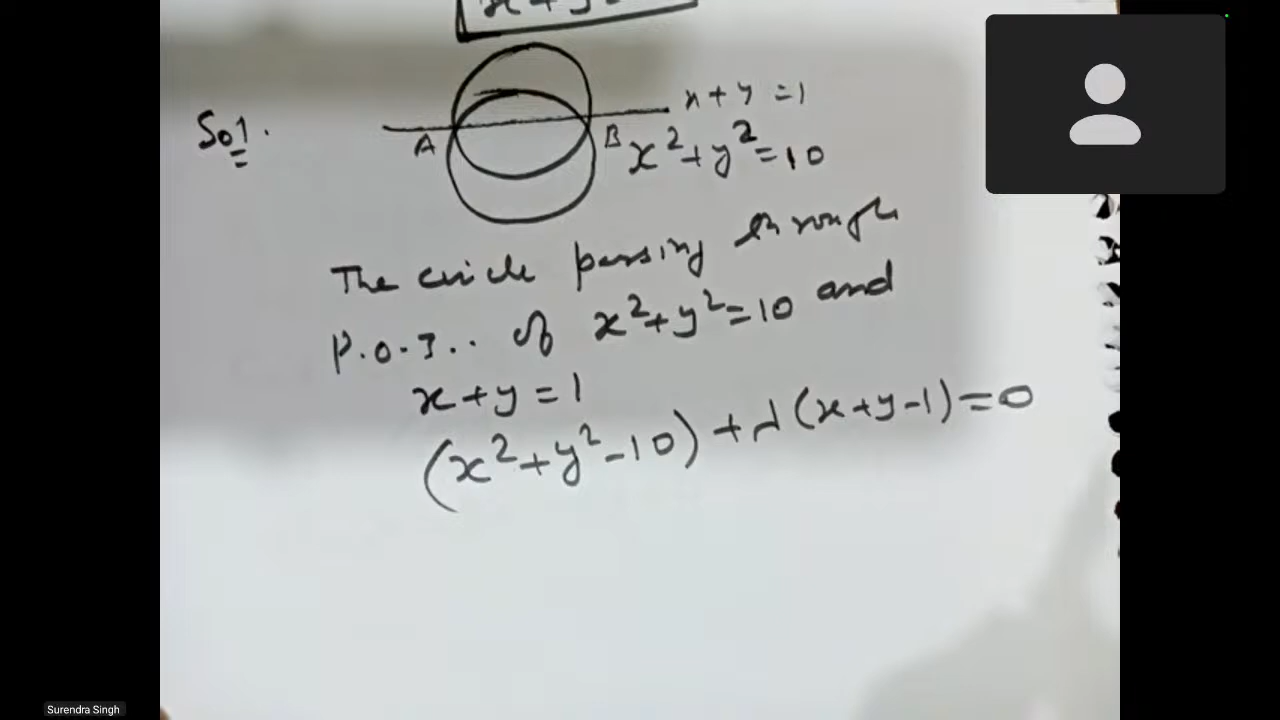 Sol.
x+y=1
A
B
x²+y²=10
The circle passing through
P.O.I.. of x²+y²=10 and
x+y=1
(x²+y²-10)+λ(x+y-1)=0
Surendra Singh